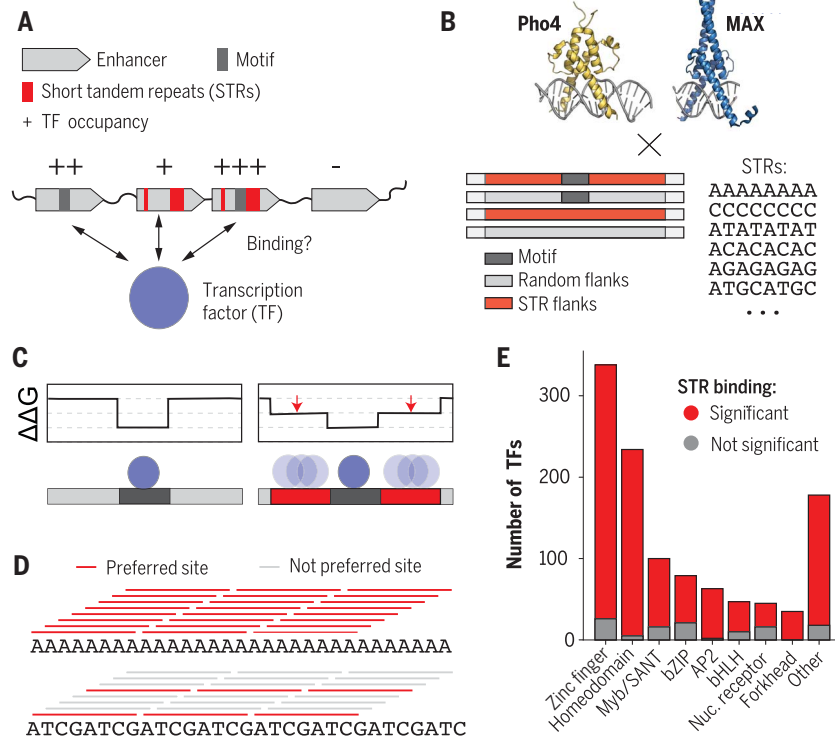 A
Enhancer
Motif
Short tandem repeats (STRs)
+ TF occupancy
++ + +++ -
Binding?
Transcription
factor (TF)
B
Pho4
MAX
STRs:
AAAAAAAA
CCCCCCCC
ATATATAT
ACACACAC
AGAGAGAG
ATGCATGC
...
Motif
Random flanks
STR flanks
C
ΔΔG
D
Preferred site
Not preferred site
AAAAAAAAAAAAAAAAAAAAAAAAAAAAAAA
ATCGATCGATCGATCGATCGATCGATCGATC
E
STR binding:
Significant
Not significant
Number of TFs
300
200
100
0
Zinc finger
Homeodomain
Myb/SANT
bZIP
AP2
bHLH
Nuc. receptor
Forkhead
Other